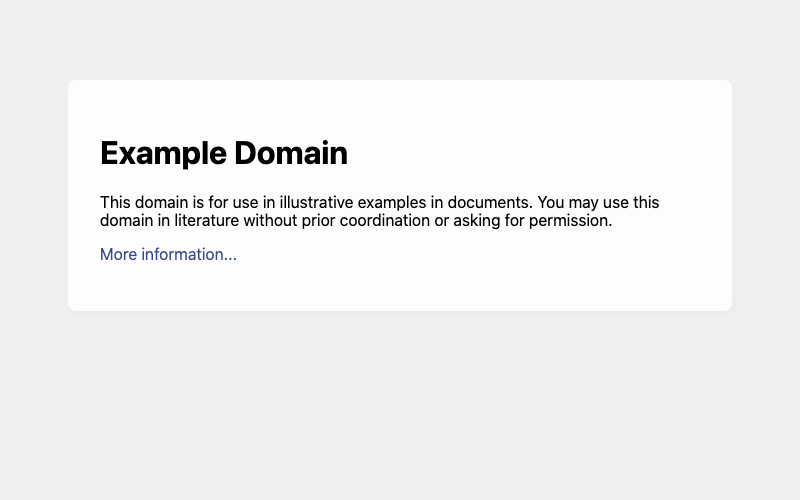 Example Domain
This domain is for use in illustrative examples in documents. You may use this
domain in literature without prior coordination or asking for permission.
More information...